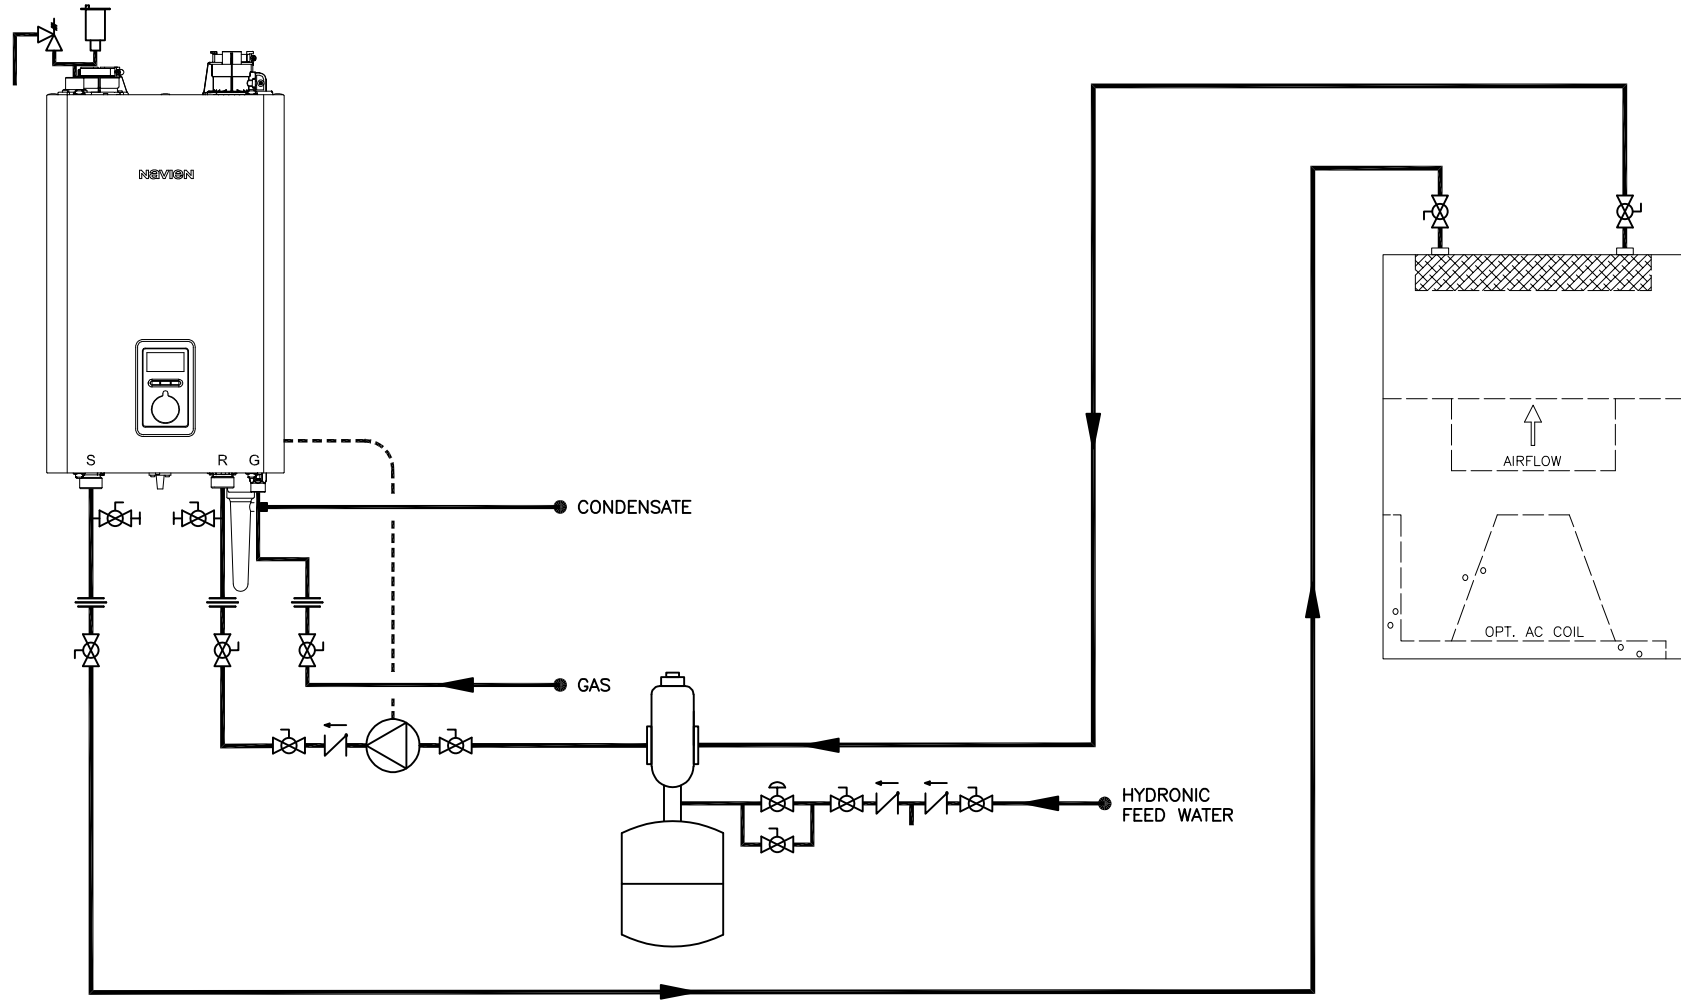 NAVIEN
S R G
CONDENSATE
GAS
HYDRONIC
FEED WATER
AIRFLOW
OPT. AC COIL